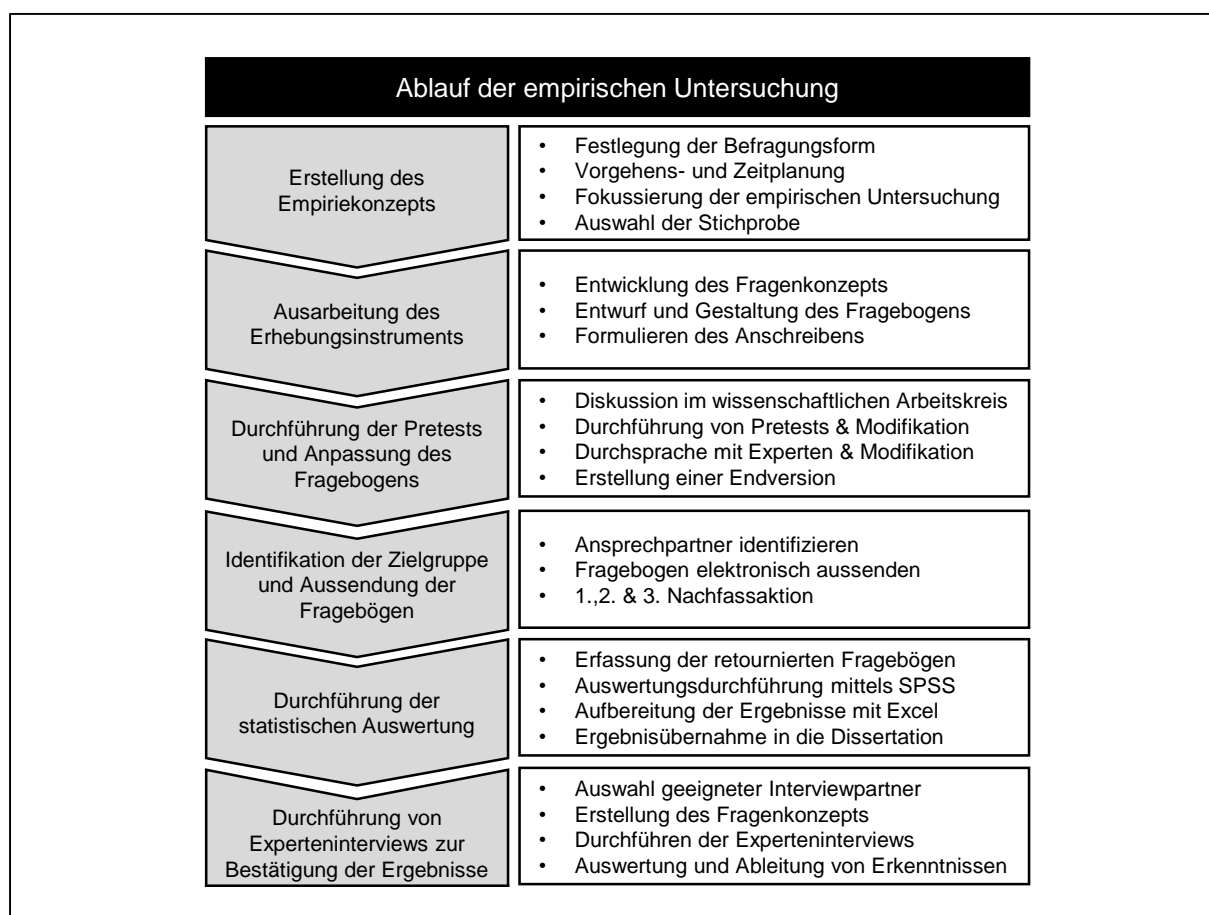 Ablauf der empirischen Untersuchung
Erstellung des
Empiriekonzepts
• Festlegung der Befragungsform
• Vorgehens- und Zeitplanung
• Fokussierung der empirischen Untersuchung
• Auswahl der Stichprobe
Ausarbeitung des
Erhebungsinstruments
• Entwicklung des Fragenkonzepts
• Entwurf und Gestaltung des Fragebogens
• Formulieren des Anschreibens
Durchführung der Pretests
und Anpassung des
Fragebogens
• Diskussion im wissenschaftlichen Arbeitskreis
• Durchführung von Pretests & Modifikation
• Durchsprache mit Experten & Modifikation
• Erstellung einer Endversion
Identifikation der Zielgruppe
und Aussendung der
Fragebögen
• Ansprechpartner identifizieren
• Fragebogen elektronisch aussenden
• 1.,2. & 3. Nachfassaktion
Durchführung der
statistischen Auswertung
• Erfassung der retournierten Fragebögen
• Auswertungsdurchführung mittels SPSS
• Aufbereitung der Ergebnisse mit Excel
• Ergebnisübernahme in die Dissertation
Durchführung von
Experteninterviews zur
Bestätigung der Ergebnisse
• Auswahl geeigneter Interviewpartner
• Erstellung des Fragenkonzepts
• Durchführen der Experteninterviews
• Auswertung und Ableitung von Erkenntnissen